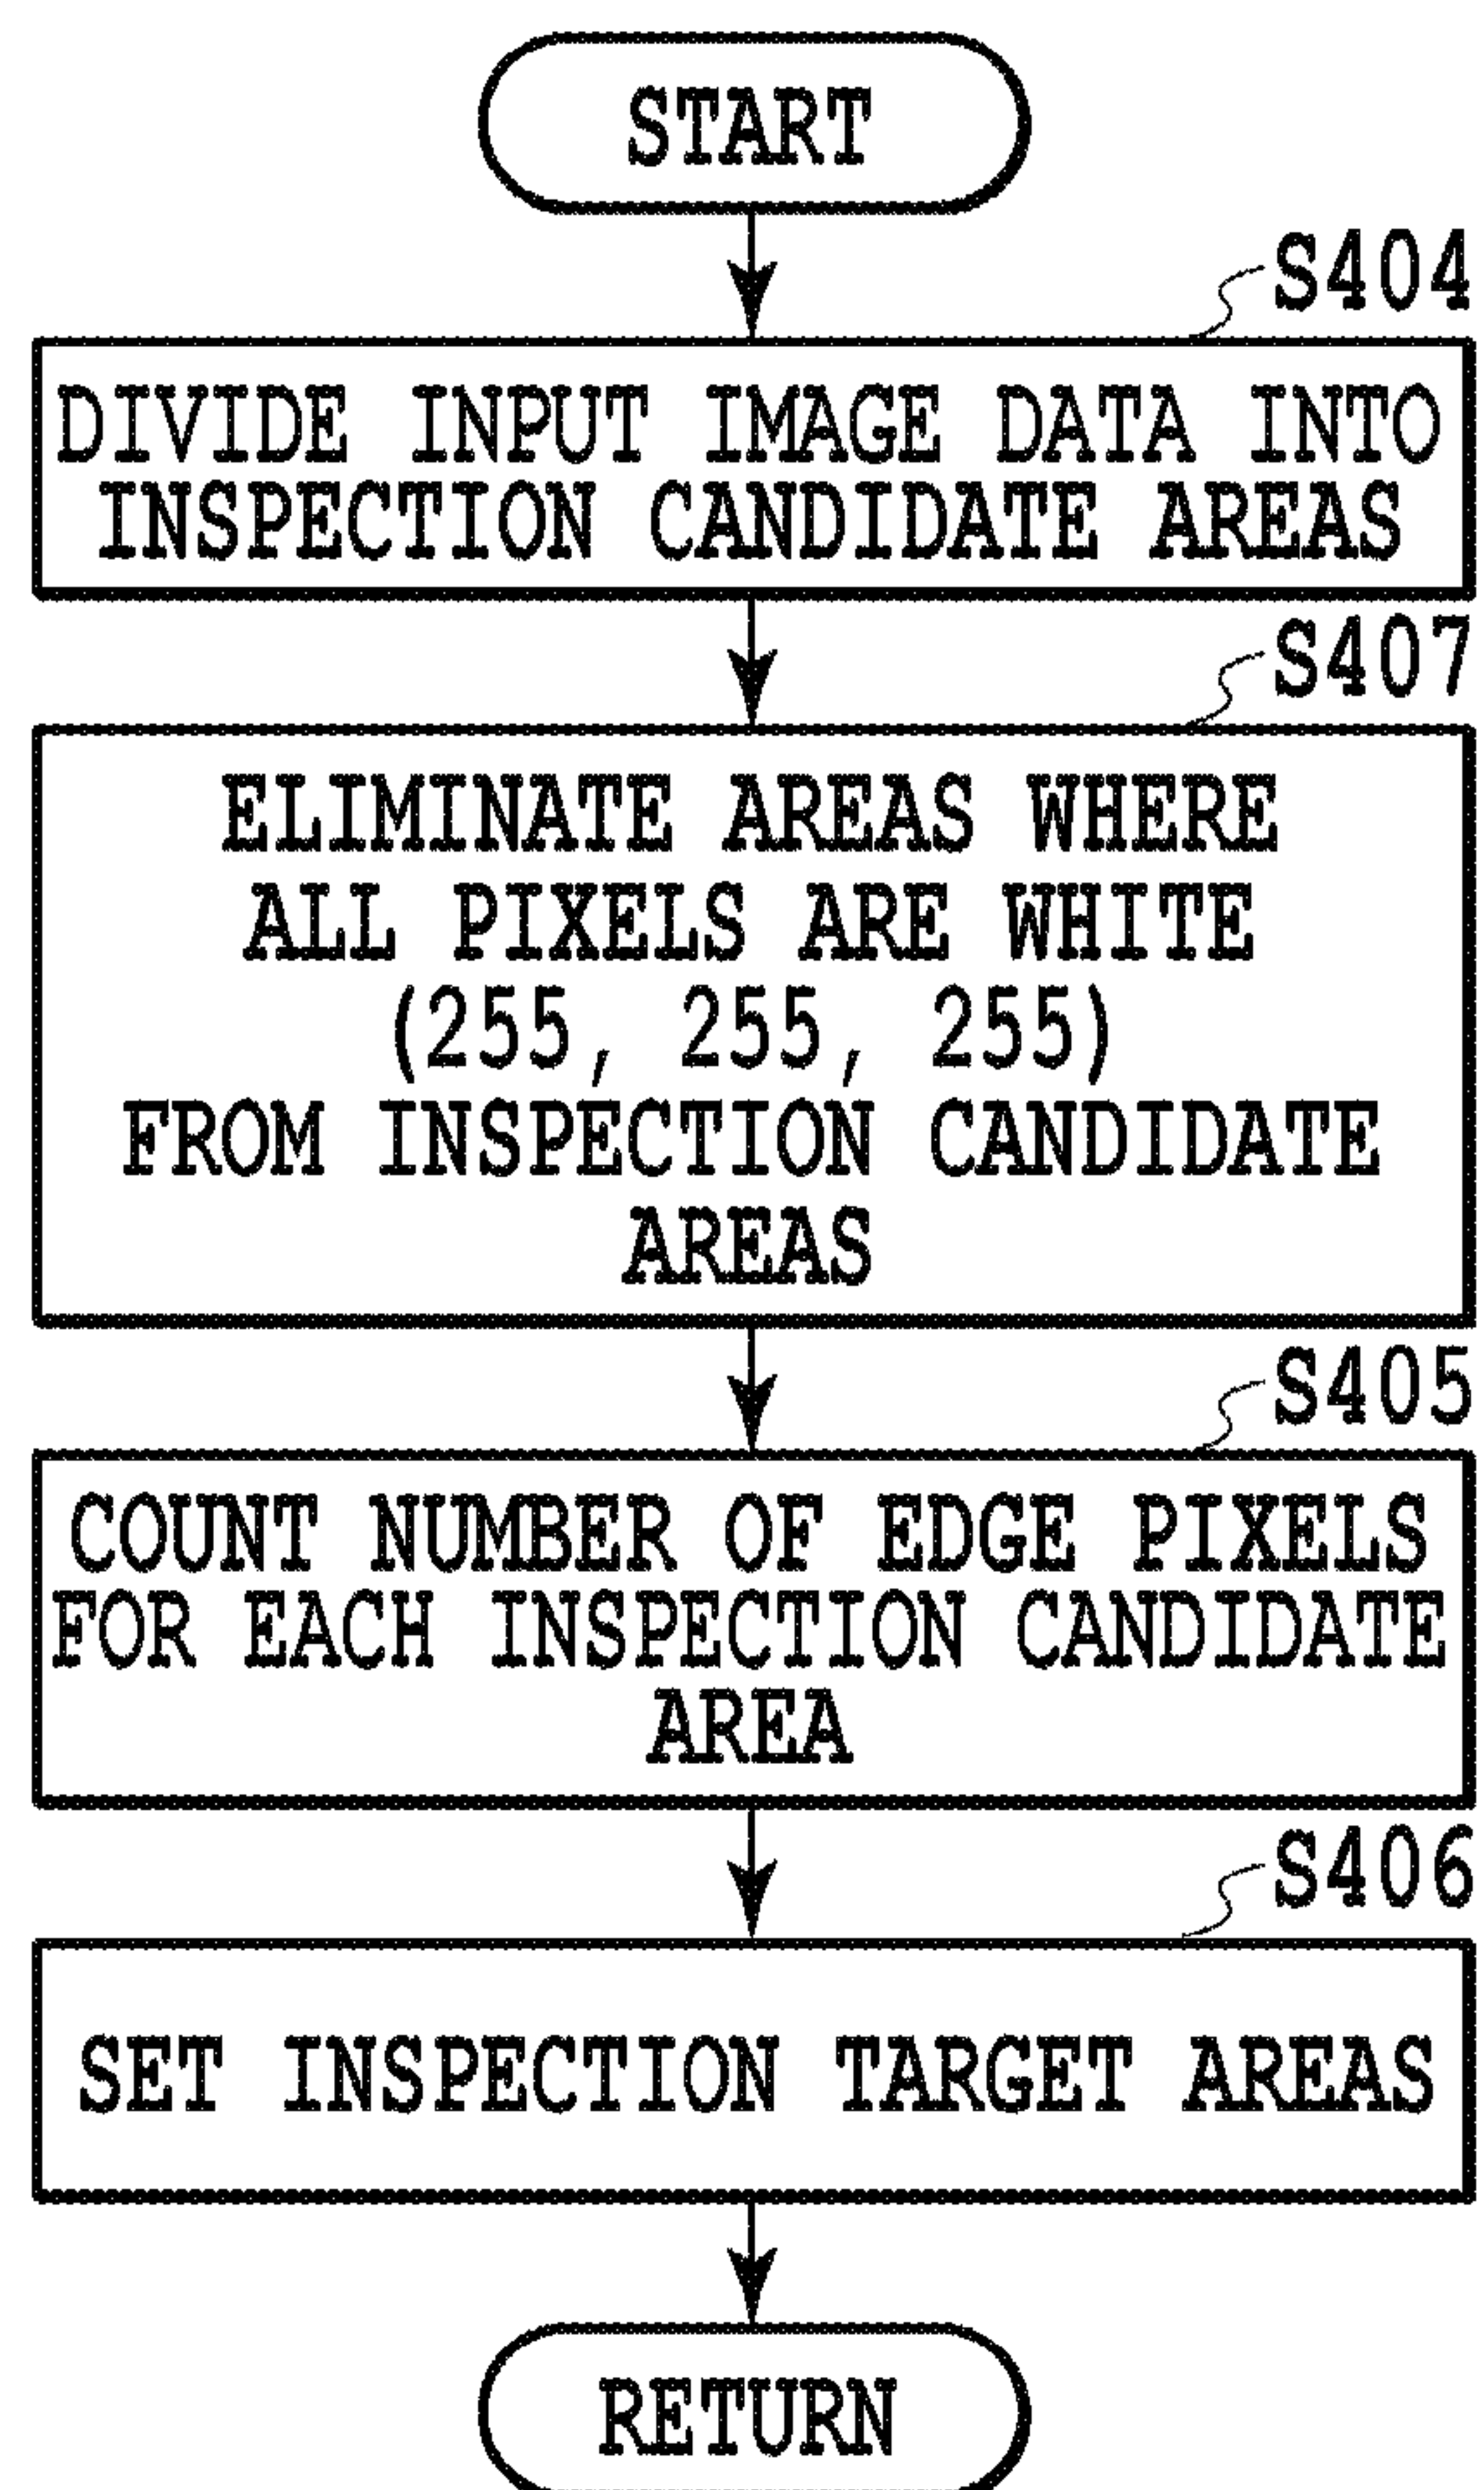 START
S404
DIVIDE INPUT IMAGE DATA INTO
INSPECTION CANDIDATE AREAS
S407
ELIMINATE AREAS WHERE
ALL PIXELS ARE WHITE
(255, 255, 255)
FROM INSPECTION CANDIDATE
AREAS
S405
COUNT NUMBER OF EDGE PIXELS
FOR EACH INSPECTION CANDIDATE
AREA
S406
SET INSPECTION TARGET AREAS
RETURN